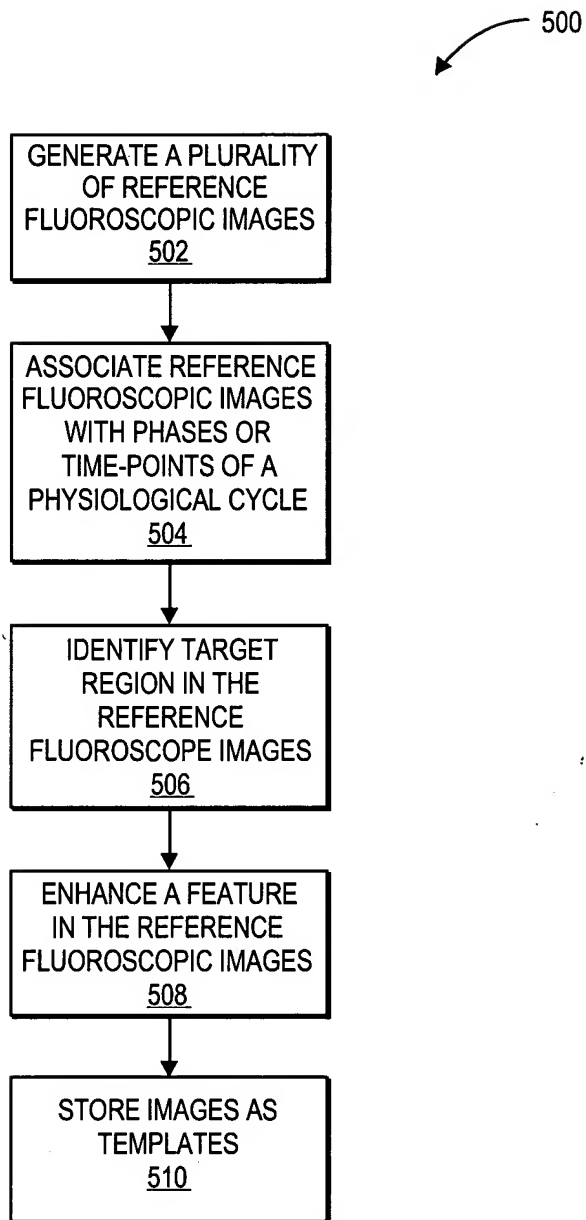 500
GENERATE A PLURALITY
OF REFERENCE
FLUOROSCOPIC IMAGES
502
ASSOCIATE REFERENCE
FLUOROSCOPIC IMAGES
WITH PHASES OR
TIME-POINTS OF A
PHYSIOLOGICAL CYCLE
504
IDENTIFY TARGET
REGION IN THE
REFERENCE
FLUOROSCOPE IMAGES
506
ENHANCE A FEATURE
IN THE REFERENCE
FLUOROSCOPIC IMAGES
508
STORE IMAGES AS
TEMPLATES
510